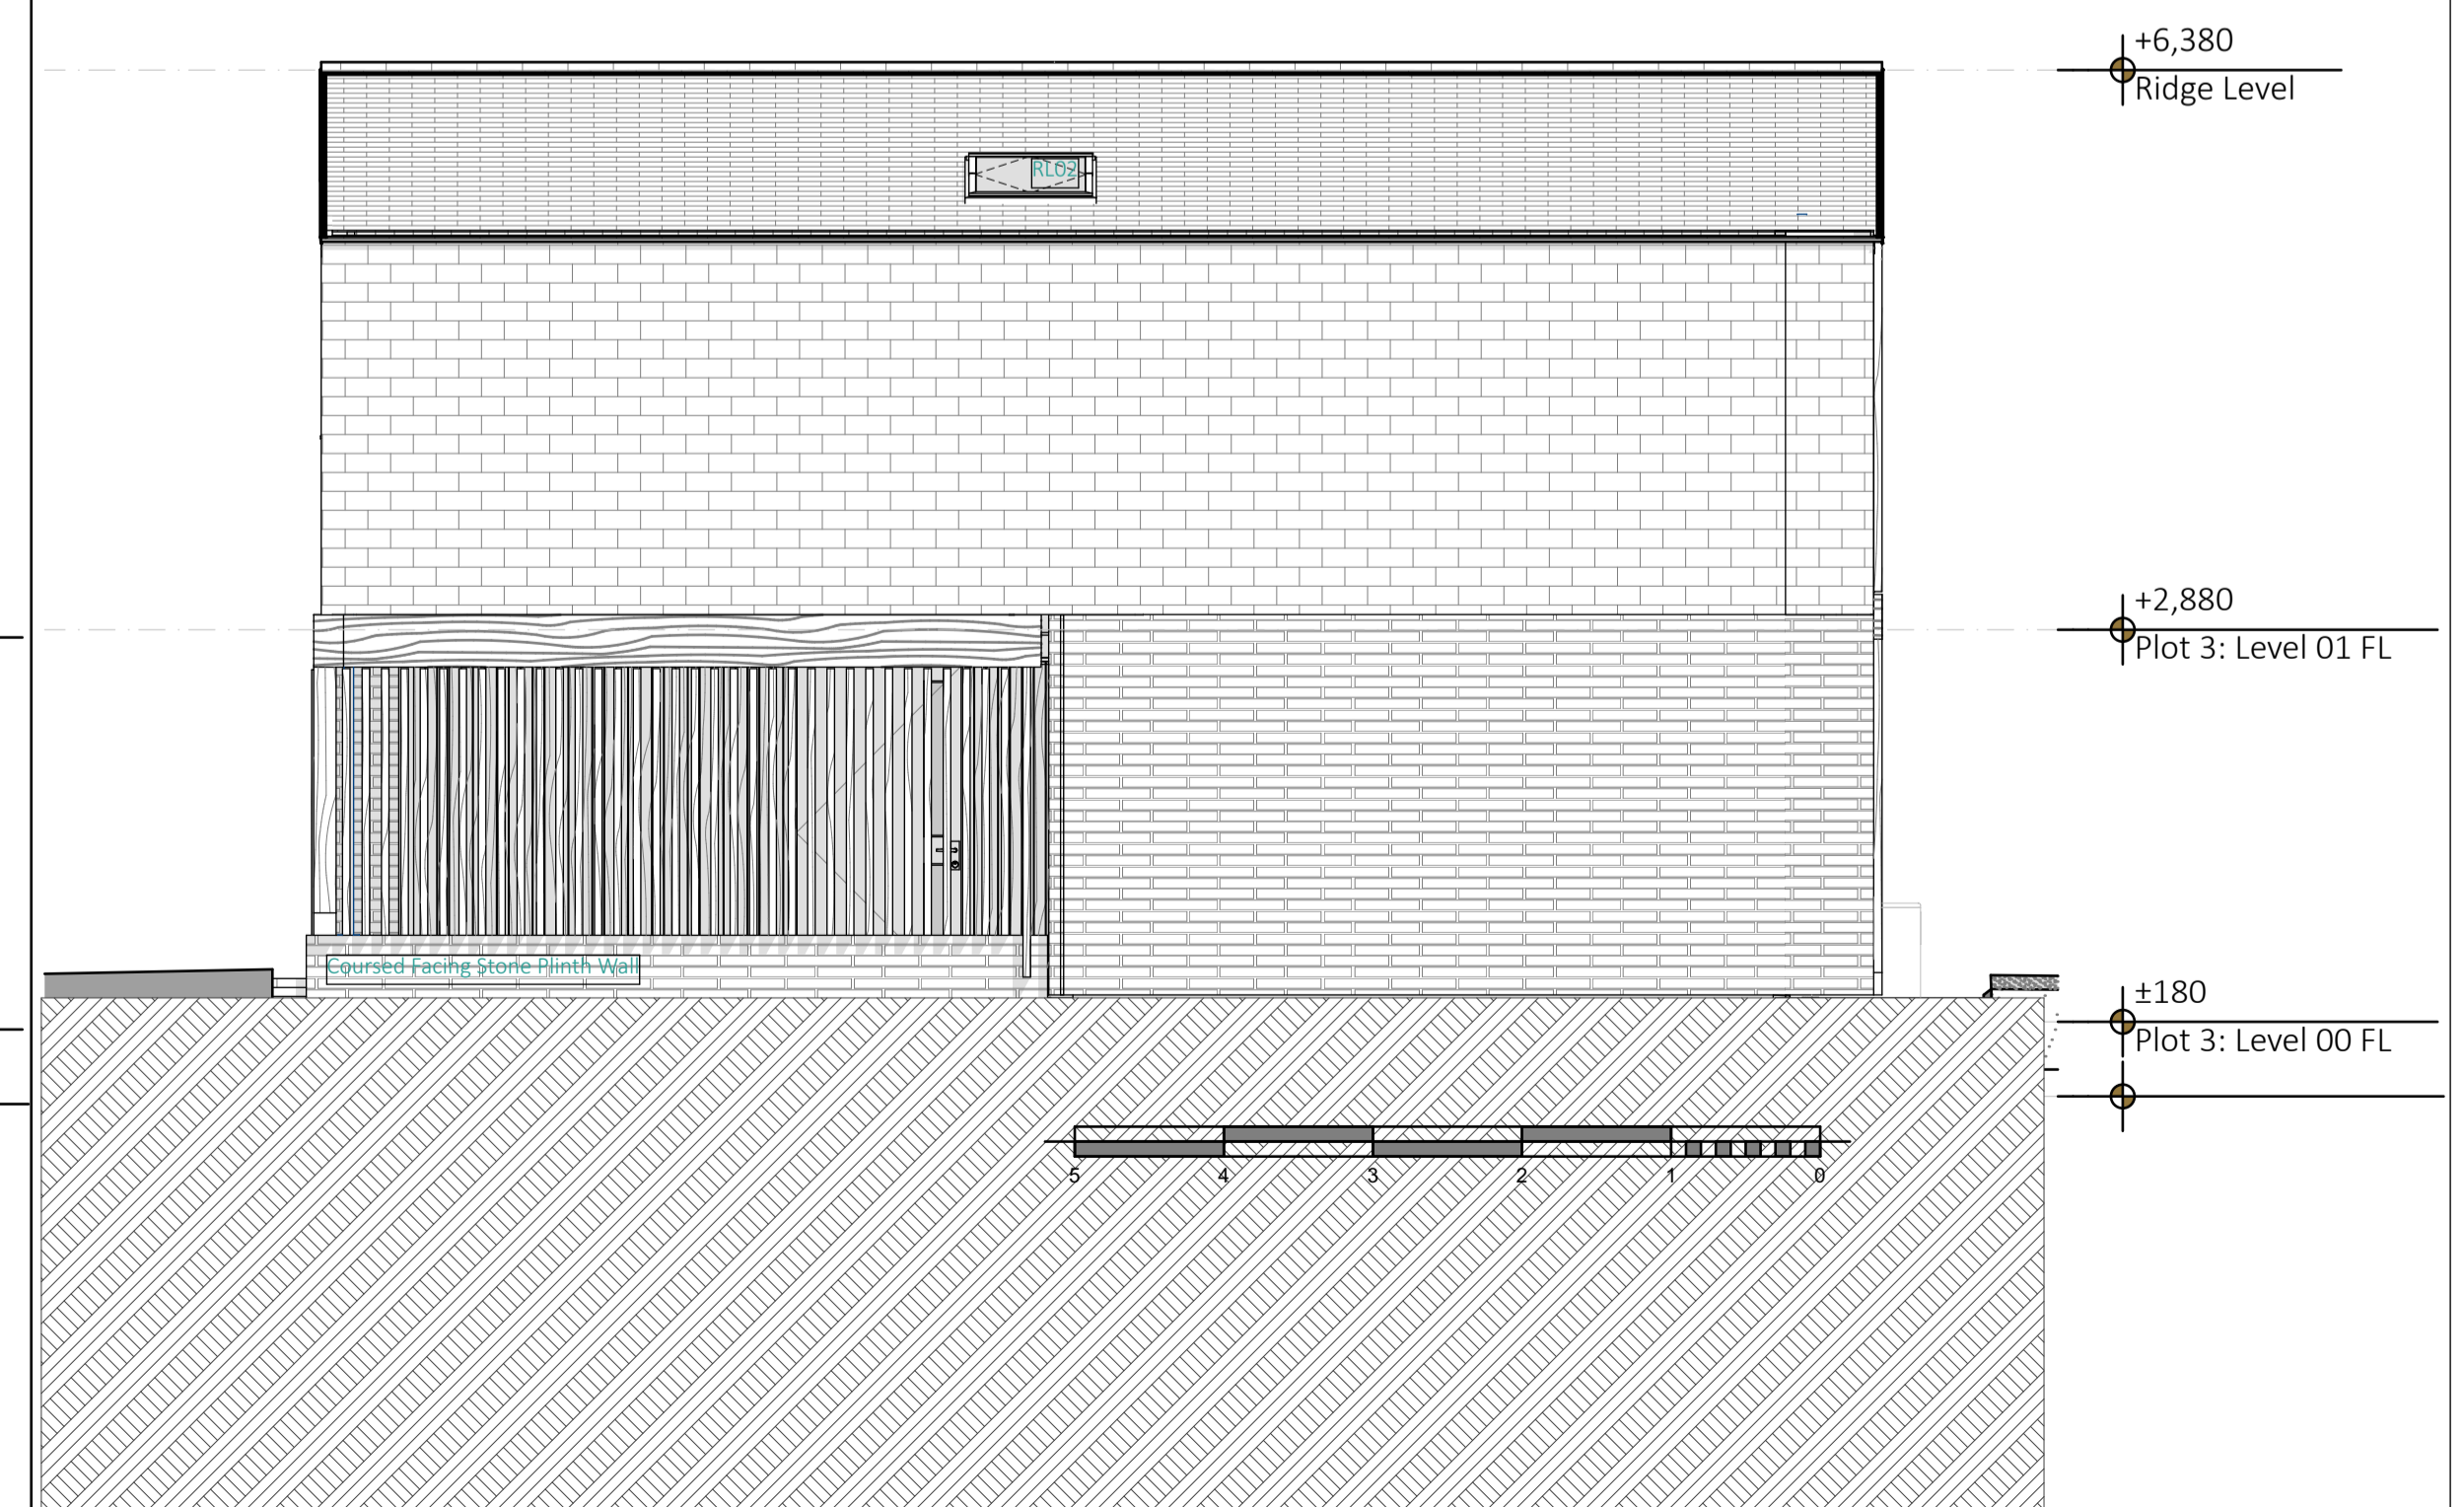 +6,380
Ridge Level
RL02
+2,880
Plot 3: Level 01 FL
Coursed Facing Stone Plinth Wall
±180
Plot 3: Level 00 FL
5 4 3 2 1 0